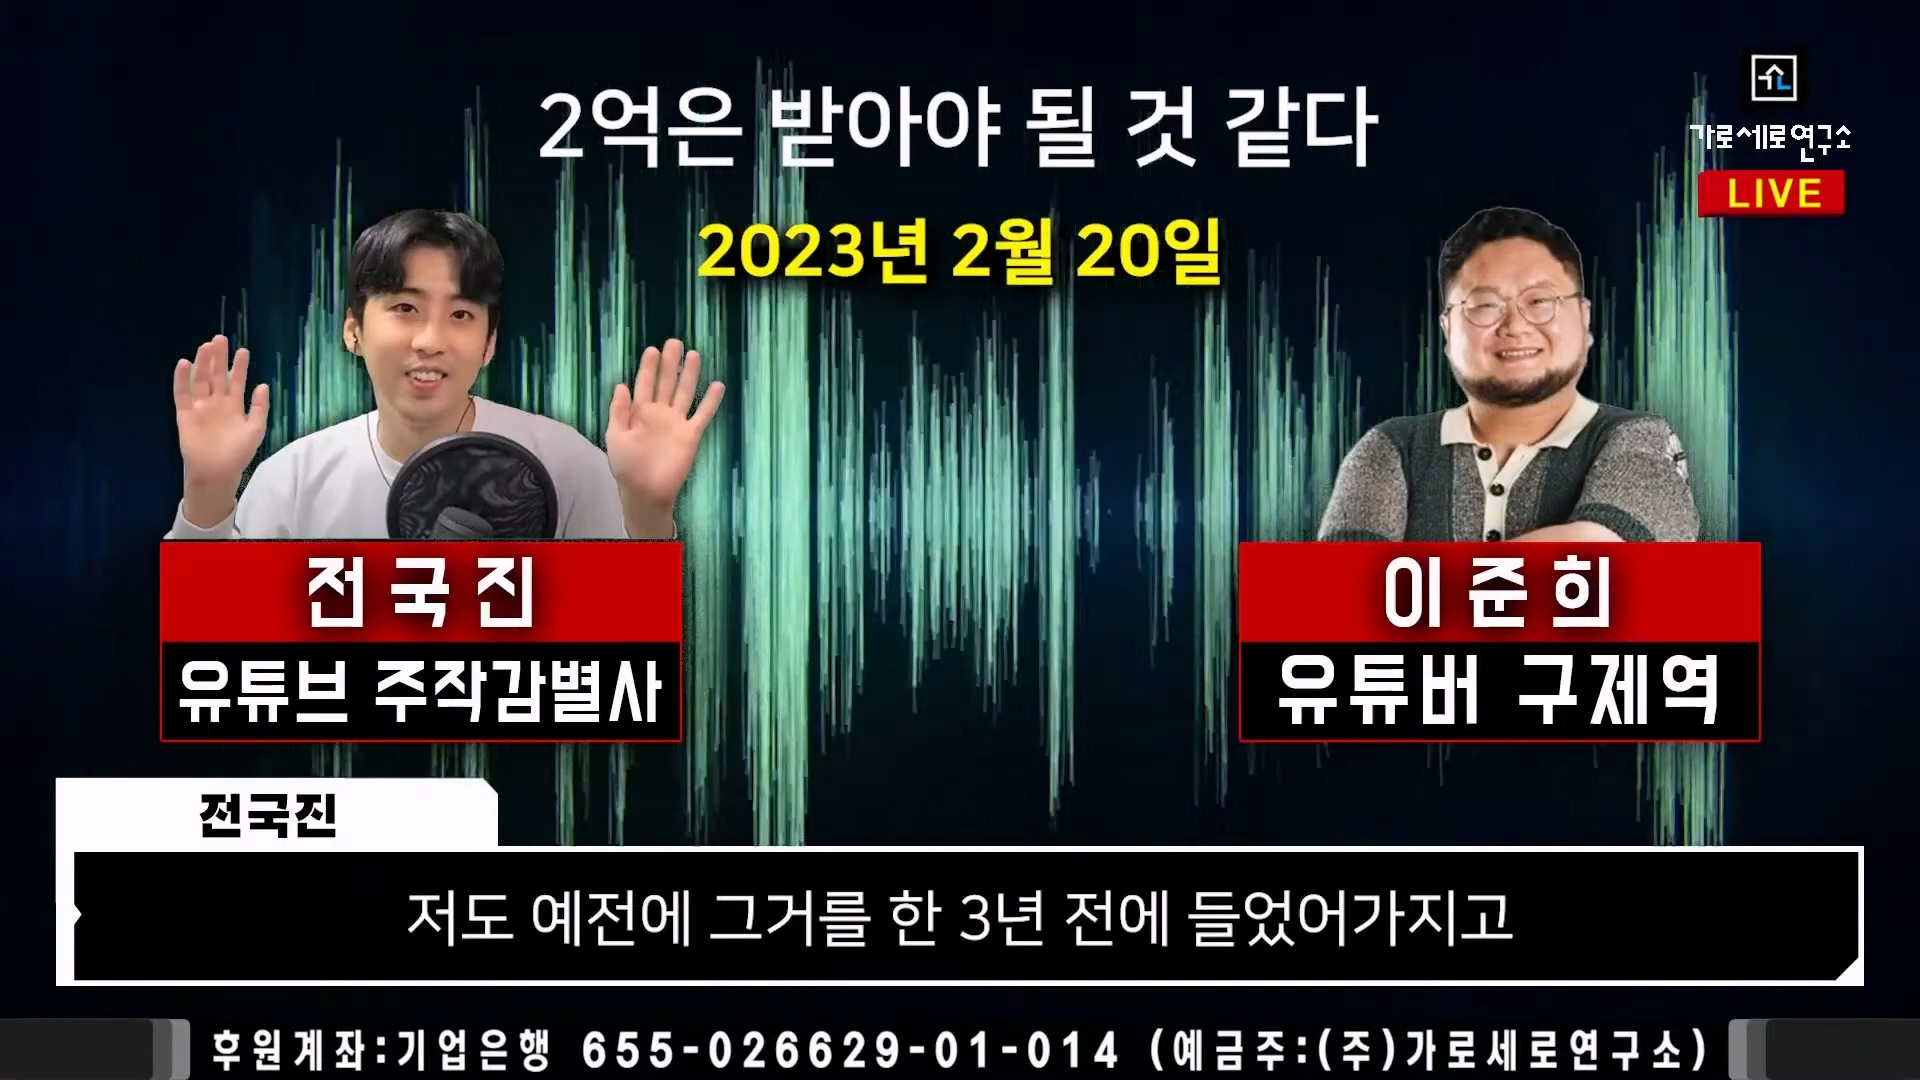 2억은 받아야 될 것 같다
가로세로연구소
LIVE
2023년 2월 20일
전국진
유튜브 주작감별사
이준희
유튜버 구제역
전국진
저도 예전에 그거를 한 3년 전에 들었어가지고
후원계좌:기업은행 655-026629-01-014 (예금주:(주)가로세로연구소)